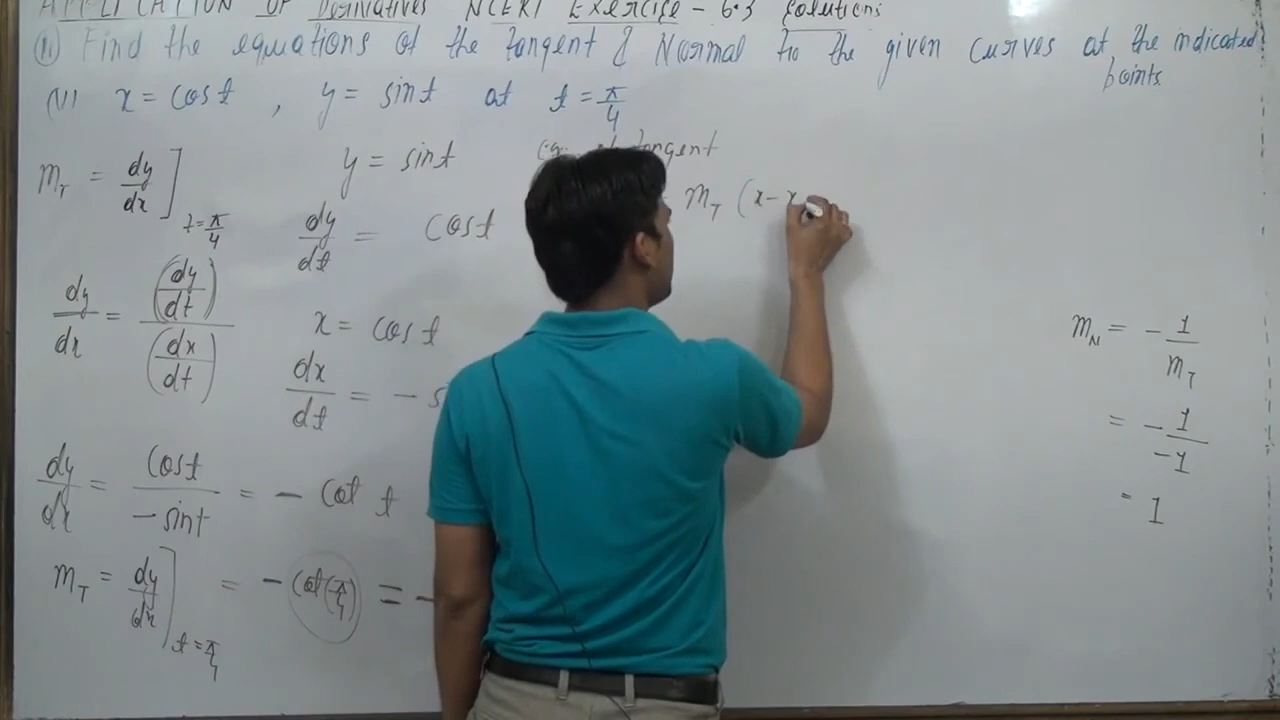 APPLICATION OF Derivatives NCERT Exercise - 6.3 Solutions
Find the equations of the tangent & Normal to the given curves at the indicated
points.
(V) x = cos t , y = sin t at t = π/4
m_T = dy/dx ]_{t=π/4}
y = sin t
dy/dt = cos t
dy/dx = (dy/dt)/(dx/dt)
x = cos t
dx/dt = - s
dy/dx = cos t/-sin t = - cot t
m_T = dy/dx ]_{t=π/4} = - cot(π/4) = -
tangent
m_T (x - x
m_N = - 1/m_T
= - 1/-1
= 1